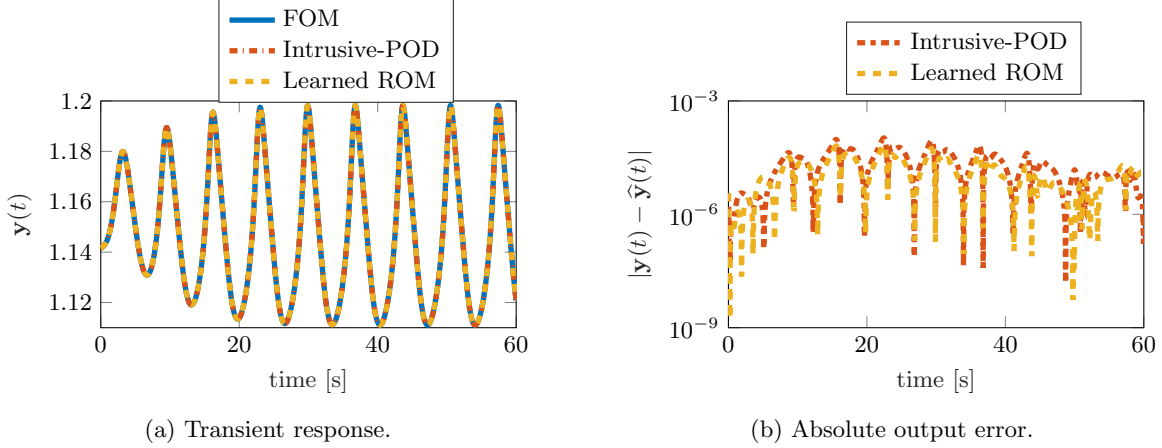 FOM
Intrusive-POD
Learned ROM
1.2
1.18
1.16
1.14
1.12
y(t)
0 20 40 60
time [s]
(a) Transient response.
Intrusive-POD
Learned ROM
10⁻³
10⁻⁶
10⁻⁹
|y(t) − ŷ(t)|
0 20 40 60
time [s]
(b) Absolute output error.